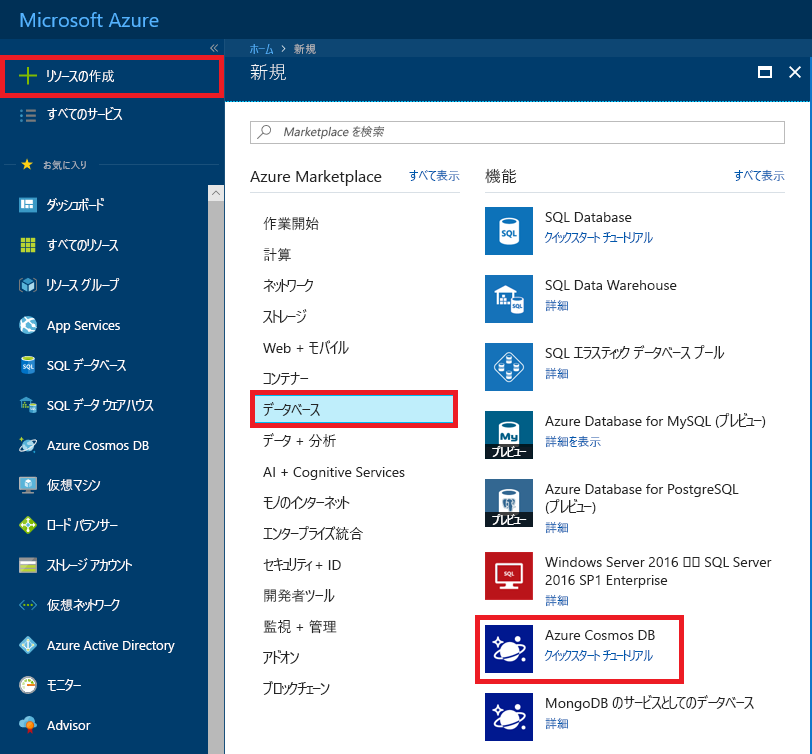 Microsoft Azure
«
ホーム > 新規
リソースの作成
新規
すべてのサービス
Marketplace を検索
お気に入り
Azure Marketplace すべて表示
機能 すべて表示
ダッシュボード
すべてのリソース
リソース グループ
App Services
SQL データベース
SQL データ ウェアハウス
Azure Cosmos DB
仮想マシン
ロード バランサー
ストレージ アカウント
仮想ネットワーク
Azure Active Directory
モニター
Advisor
作業開始
計算
ネットワーク
ストレージ
Web + モバイル
コンテナー
データベース
データ + 分析
AI + Cognitive Services
モノのインターネット
エンタープライズ統合
セキュリティ + ID
開発者ツール
監視 + 管理
アドオン
ブロックチェーン
SQL
SQL Database
クイックスタート チュートリアル
SQL
SQL Data Warehouse
詳細
SQL エラスティック データベース プール
詳細
My
プレビュー
Azure Database for MySQL (プレビュー)
詳細を表示
プレビュー
Azure Database for PostgreSQL
(プレビュー)
詳細
SQL
Windows Server 2016 □□ SQL Server
2016 SP1 Enterprise
詳細
Azure Cosmos DB
クイックスタート チュートリアル
MongoDB のサービスとしてのデータベース
詳細